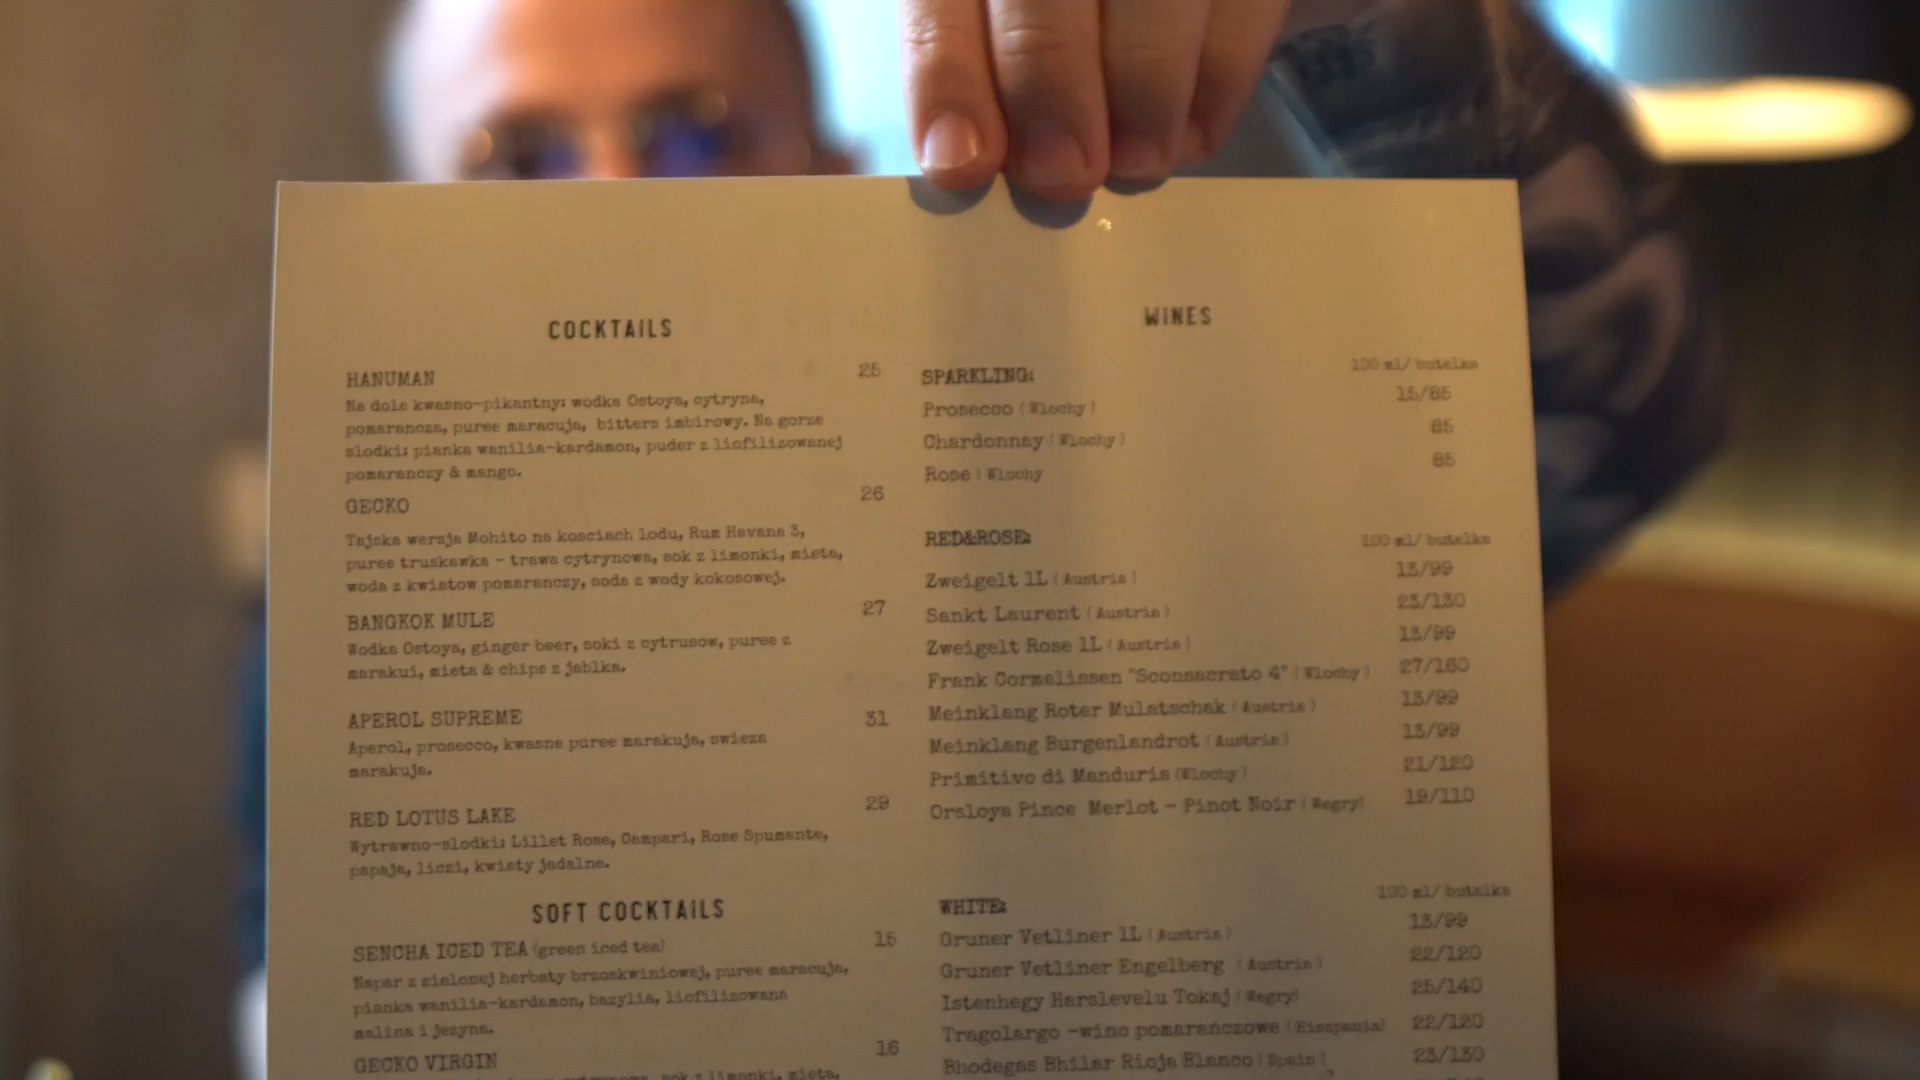 COCKTAILS
HANUMAN 25
Na dole kwasno-pikantny: wodka Ostoya, cytryna,
pomarancza, puree maracuja, bitters imbirowy. Na gorze
slodki: pianka wanilia-kardamon, puder z liofilizowanej
pomaranczy & mango.
GECKO 26
Tajska wersja Mohito na kosciach lodu, Rum Havana 3,
puree truskawka - trawa cytrynowa, sok z limonki, mieta,
woda z kwiatow pomaranczy, soda z wody kokosowej.
BANGKOK MULE 27
Wodka Ostoya, ginger beer, soki z cytrusow, puree z
marakui, mieta & chips z jablka.
APEROL SUPREME 31
Aperol, prosecco, kwasne puree marakuja, swieza
marakuja.
RED LOTUS LAKE 29
Wytrawno-slodki: Lillet Rose, Campari, Rose Spumante,
papaja, liczi, kwiaty jadalne.
SOFT COCKTAILS
SENCHA ICED TEA (green iced tea) 15
Napar z zielonej herbaty brzoskwiniowej, puree maracuja,
pianka wanilia-kardamon, bazylia, liofilizowana
malina i jezyna.
GECKO VIRGIN 16
cytrynowa, sok z limonki, mieta,
WINES
SPARKLING: 100 ml/ butelka
Prosecco (Wlochy) 15/85
Chardonnay (Wlochy) 85
Rose (Wlochy 85
RED&ROSE: 100 ml/ butelka
Zweigelt 1L (Austria) 13/99
Sankt Laurent (Austria) 23/130
Zweigelt Rose 1L (Austria) 13/99
Frank Cornelissen "Sconsacrato 4" (Wlochy) 27/160
Meinklang Roter Mulatschak (Austria) 13/99
Meinklang Burgenlandrot (Austria) 13/99
Primitivo di Manduria (Wlochy) 21/120
Orsloya Pince Merlot - Pinot Noir (Wegry) 19/110
WHITE: 100 ml/ butelka
Gruner Vetliner 1L (Austria) 13/99
Gruner Vetliner Engelberg (Austria) 22/120
Istenhegy Harslevelu Tokaj (Wegry) 25/140
Tragolargo -wino pomarańczowe (Hiszpania) 22/120
Bhodegas Bhilar Rioja Blanco (Spain) 23/130